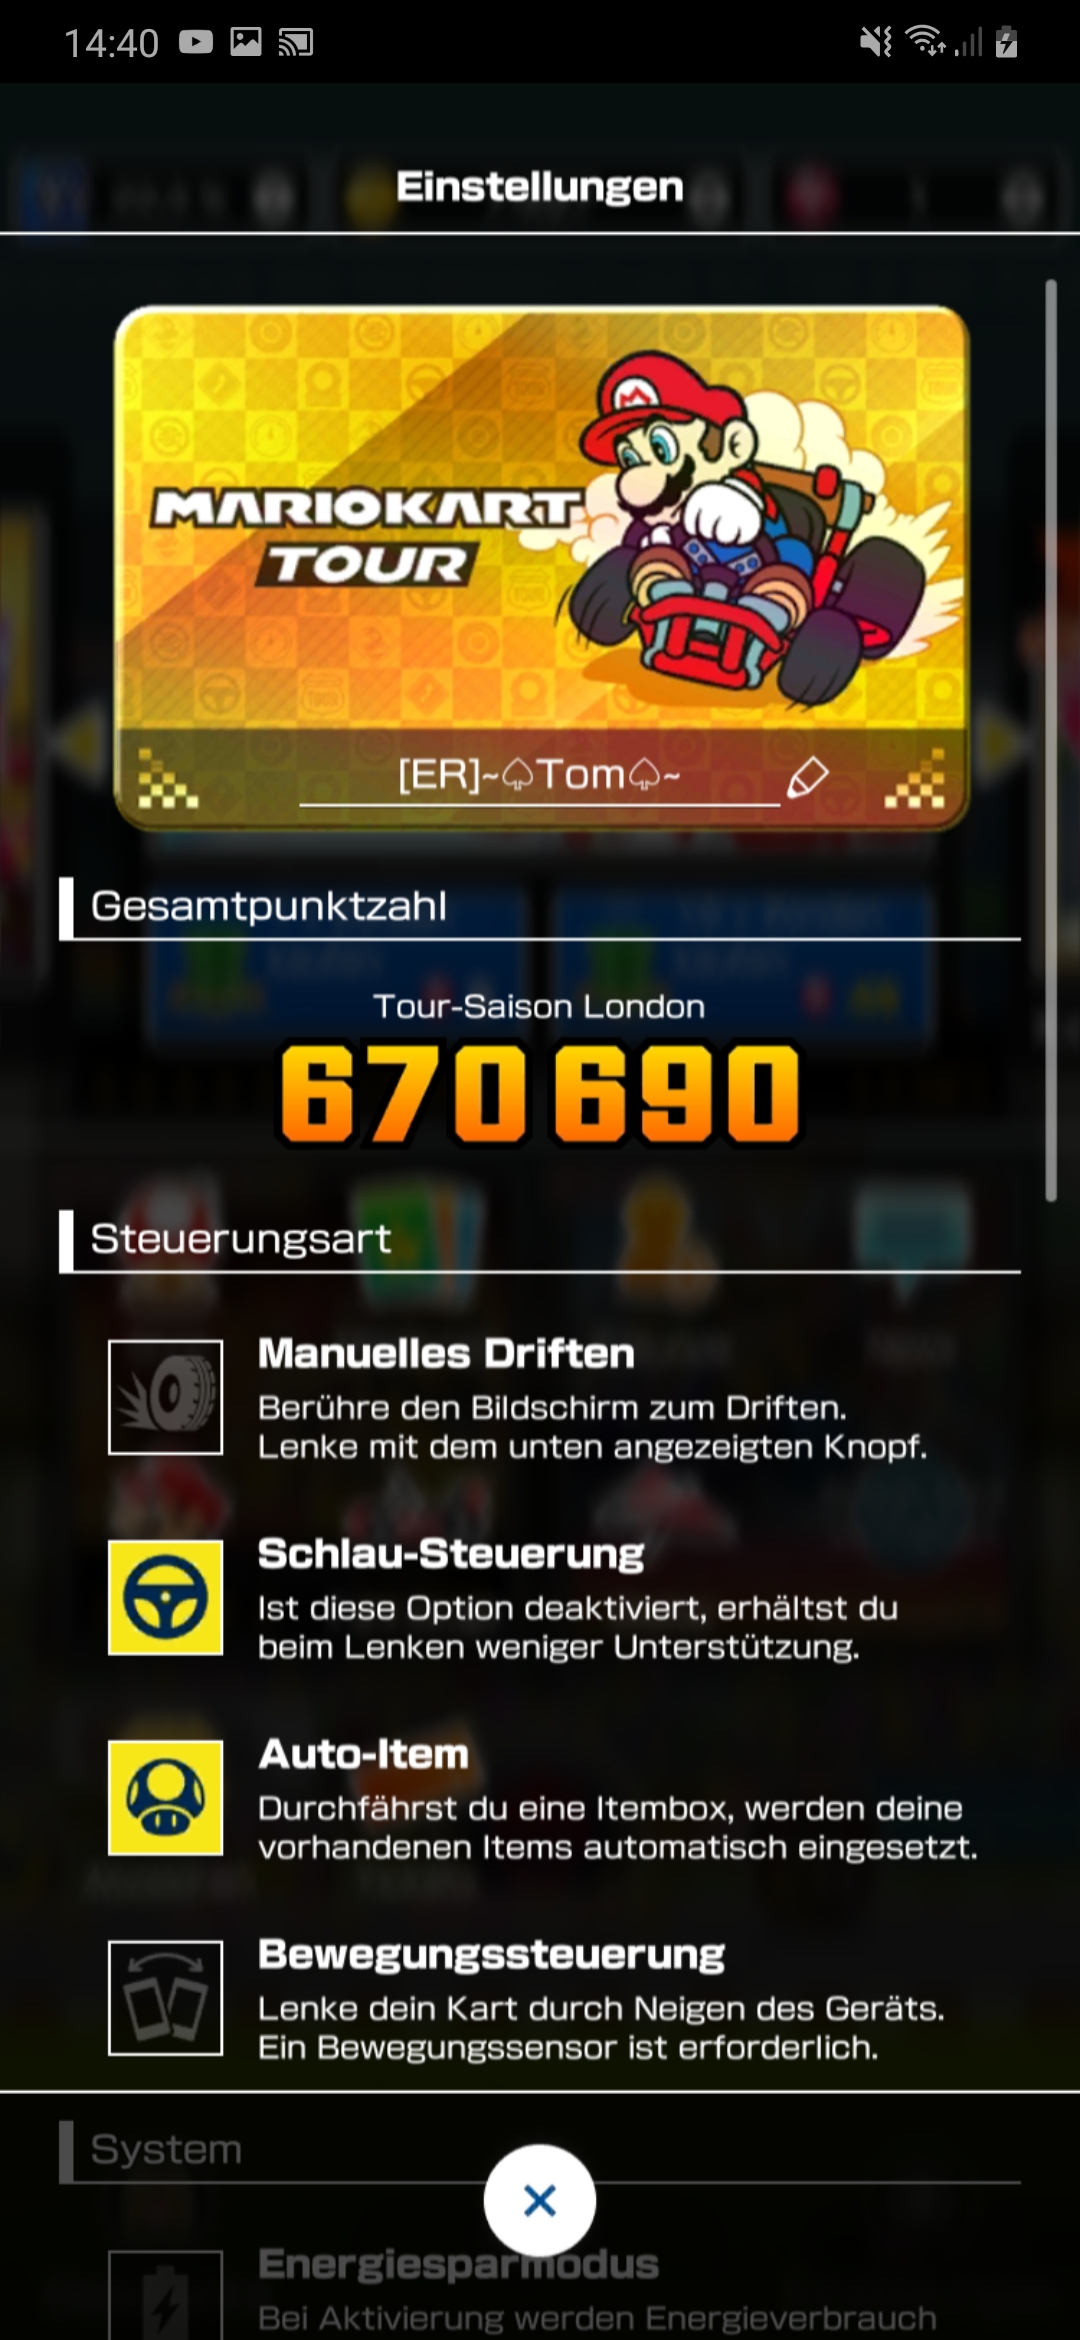 14:40
Einstellungen
MARIOKART
TOUR
[ER]~♤Tom♤~
Gesamtpunktzahl
Tour-Saison London
670 690
Steuerungsart
Manuelles Driften
Berühre den Bildschirm zum Driften.
Lenke mit dem unten angezeigten Knopf.
Schlau-Steuerung
Ist diese Option deaktiviert, erhältst du
beim Lenken weniger Unterstützung.
Auto-Item
Durchfährst du eine Itembox, werden deine
vorhandenen Items automatisch eingesetzt.
Bewegungssteuerung
Lenke dein Kart durch Neigen des Geräts.
Ein Bewegungssensor ist erforderlich.
System
Energiesparmodus
Bei Aktivierung werden Energieverbrauch